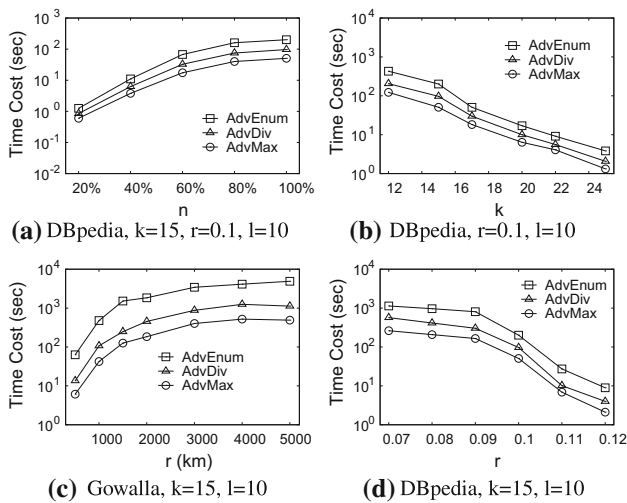 Time Cost (sec)
10^3
10^2
10^1
10^0
10^-1
10^-2
AdvEnum
AdvDiv
AdvMax
20% 40% 60% 80% 100%
n
(a) DBpedia, k=15, r=0.1, l=10
Time Cost (sec)
10^4
10^3
10^2
10^1
10^0
AdvEnum
AdvDiv
AdvMax
12 14 16 18 20 22 24
k
(b) DBpedia, r=0.1, l=10
Time Cost (sec)
10^4
10^3
10^2
10^1
10^0
AdvEnum
AdvDiv
AdvMax
1000 2000 3000 4000 5000
r (km)
(c) Gowalla, k=15, l=10
Time Cost (sec)
10^4
10^3
10^2
10^1
10^0
AdvEnum
AdvDiv
AdvMax
0.07 0.08 0.09 0.1 0.11 0.12
r
(d) DBpedia, k=15, l=10